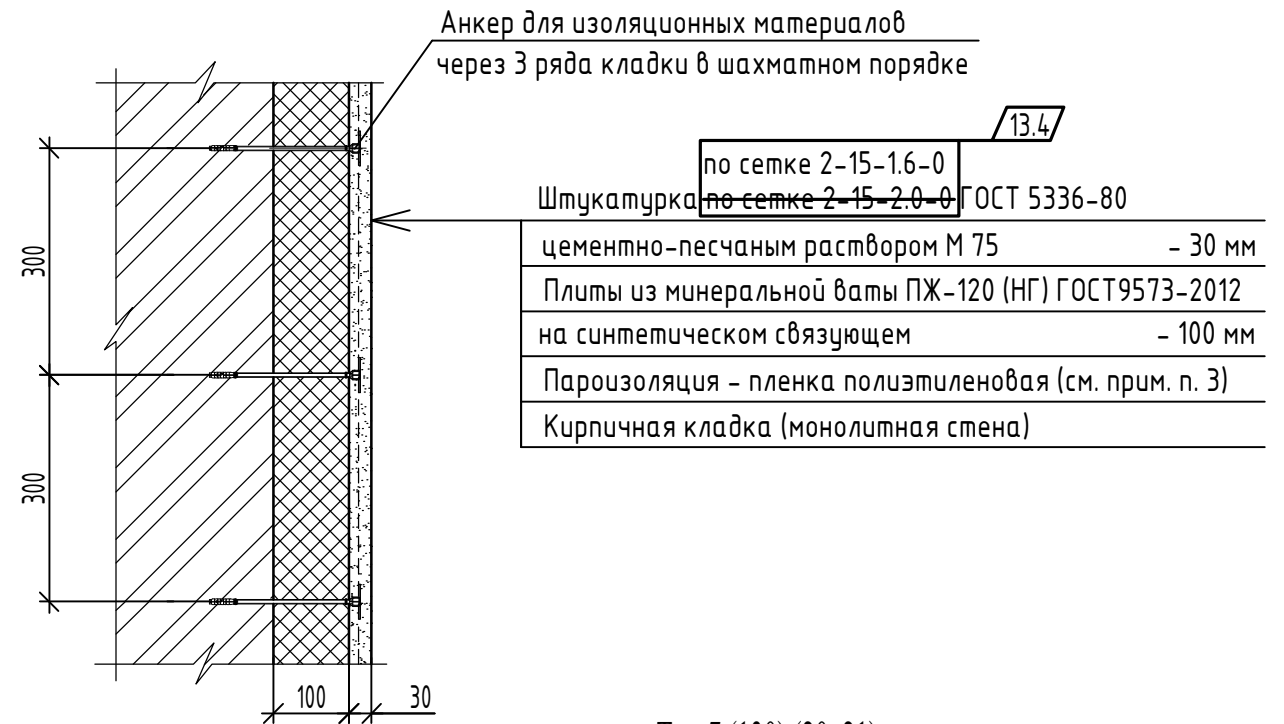 Анкер для изоляционных материалов
через 3 ряда кладки в шахматном порядке
13.4
по сетке 2-15-1.6-0
Штукатурка по сетке 2-15-2.0-0 ГОСТ 5336-80
цементно-песчаным раствором М 75 - 30 мм
Плиты из минеральной ваты ПЖ-120 (НГ) ГОСТ9573-2012
на синтетическом связующем - 100 мм
Пароизоляция - пленка полиэтиленовая (см. прим. п. 3)
Кирпичная кладка (монолитная стена)
300
300
100 30